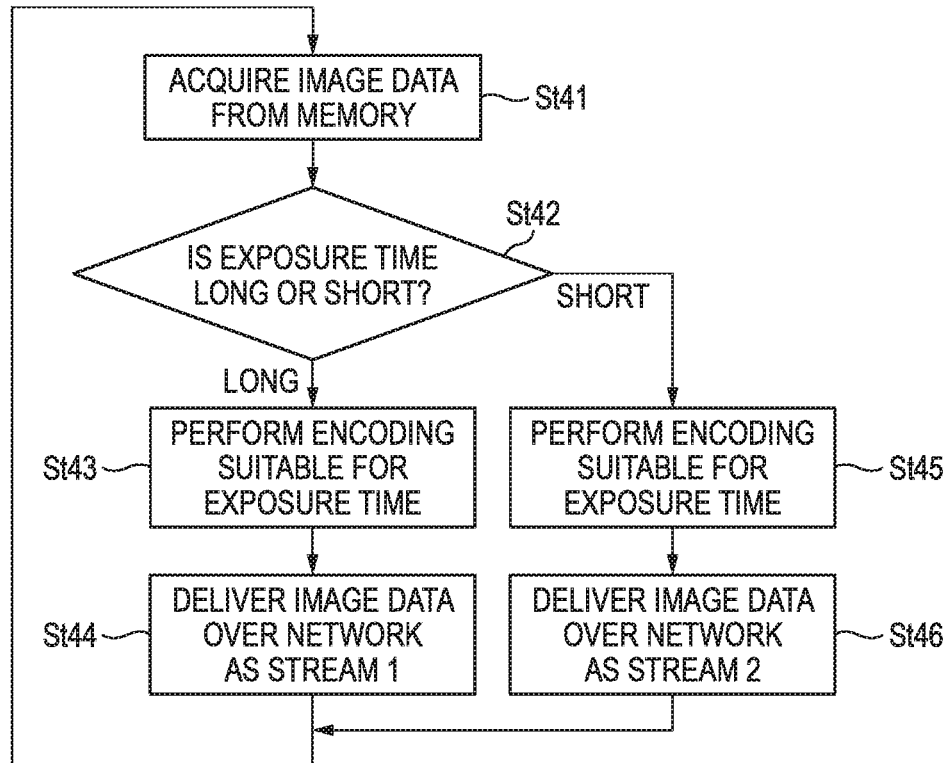 ACQUIRE IMAGE DATA
FROM MEMORY
St41
St42
IS EXPOSURE TIME
LONG OR SHORT?
SHORT
LONG
St43
PERFORM ENCODING
SUITABLE FOR
EXPOSURE TIME
PERFORM ENCODING
SUITABLE FOR
EXPOSURE TIME
St45
St44
DELIVER IMAGE DATA
OVER NETWORK
AS STREAM 1
DELIVER IMAGE DATA
OVER NETWORK
AS STREAM 2
St46